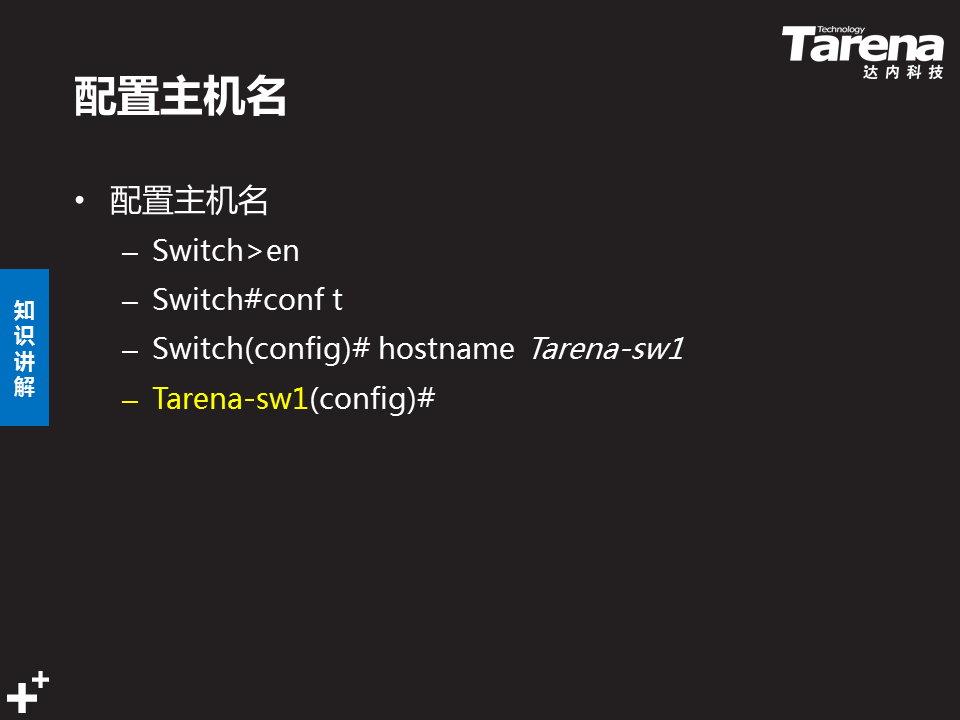 Technology
Tarena
达内科技
配置主机名
• 配置主机名
– Switch>en
– Switch#conf t
– Switch(config)# hostname Tarena-sw1
– Tarena-sw1(config)#
知
识
讲
解